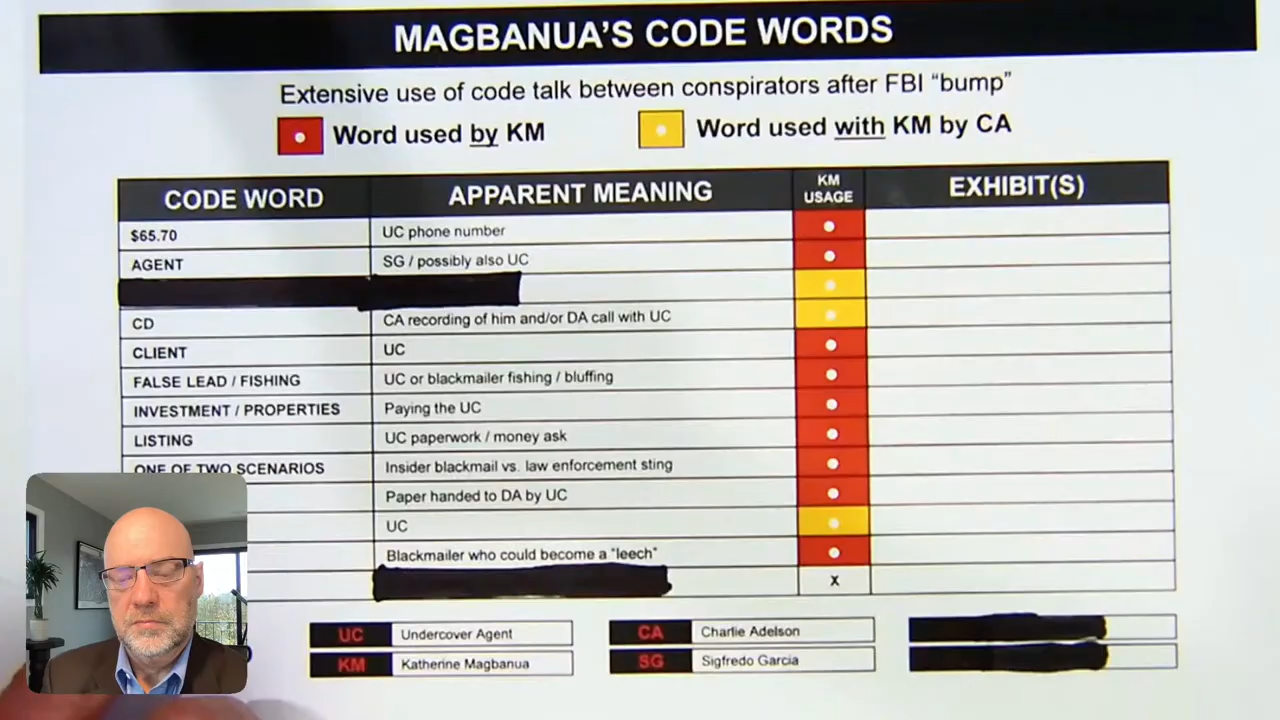 MAGBANUA'S CODE WORDS
Extensive use of code talk between conspirators after FBI "bump"
Word used by KM Word used with KM by CA
CODE WORD APPARENT MEANING KM USAGE EXHIBIT(S)
$65.70 UC phone number
AGENT SG / possibly also UC
CD CA recording of him and/or DA call with UC
CLIENT UC
FALSE LEAD / FISHING UC or blackmailer fishing / bluffing
INVESTMENT / PROPERTIES Paying the UC
LISTING UC paperwork / money ask
ONE OF TWO SCENARIOS Insider blackmail vs. law enforcement sting
Paper handed to DA by UC
UC
Blackmailer who could become a "leech"
X
UC Undercover Agent CA Charlie Adelson
KM Katherine Magbanua SG Sigfredo Garcia